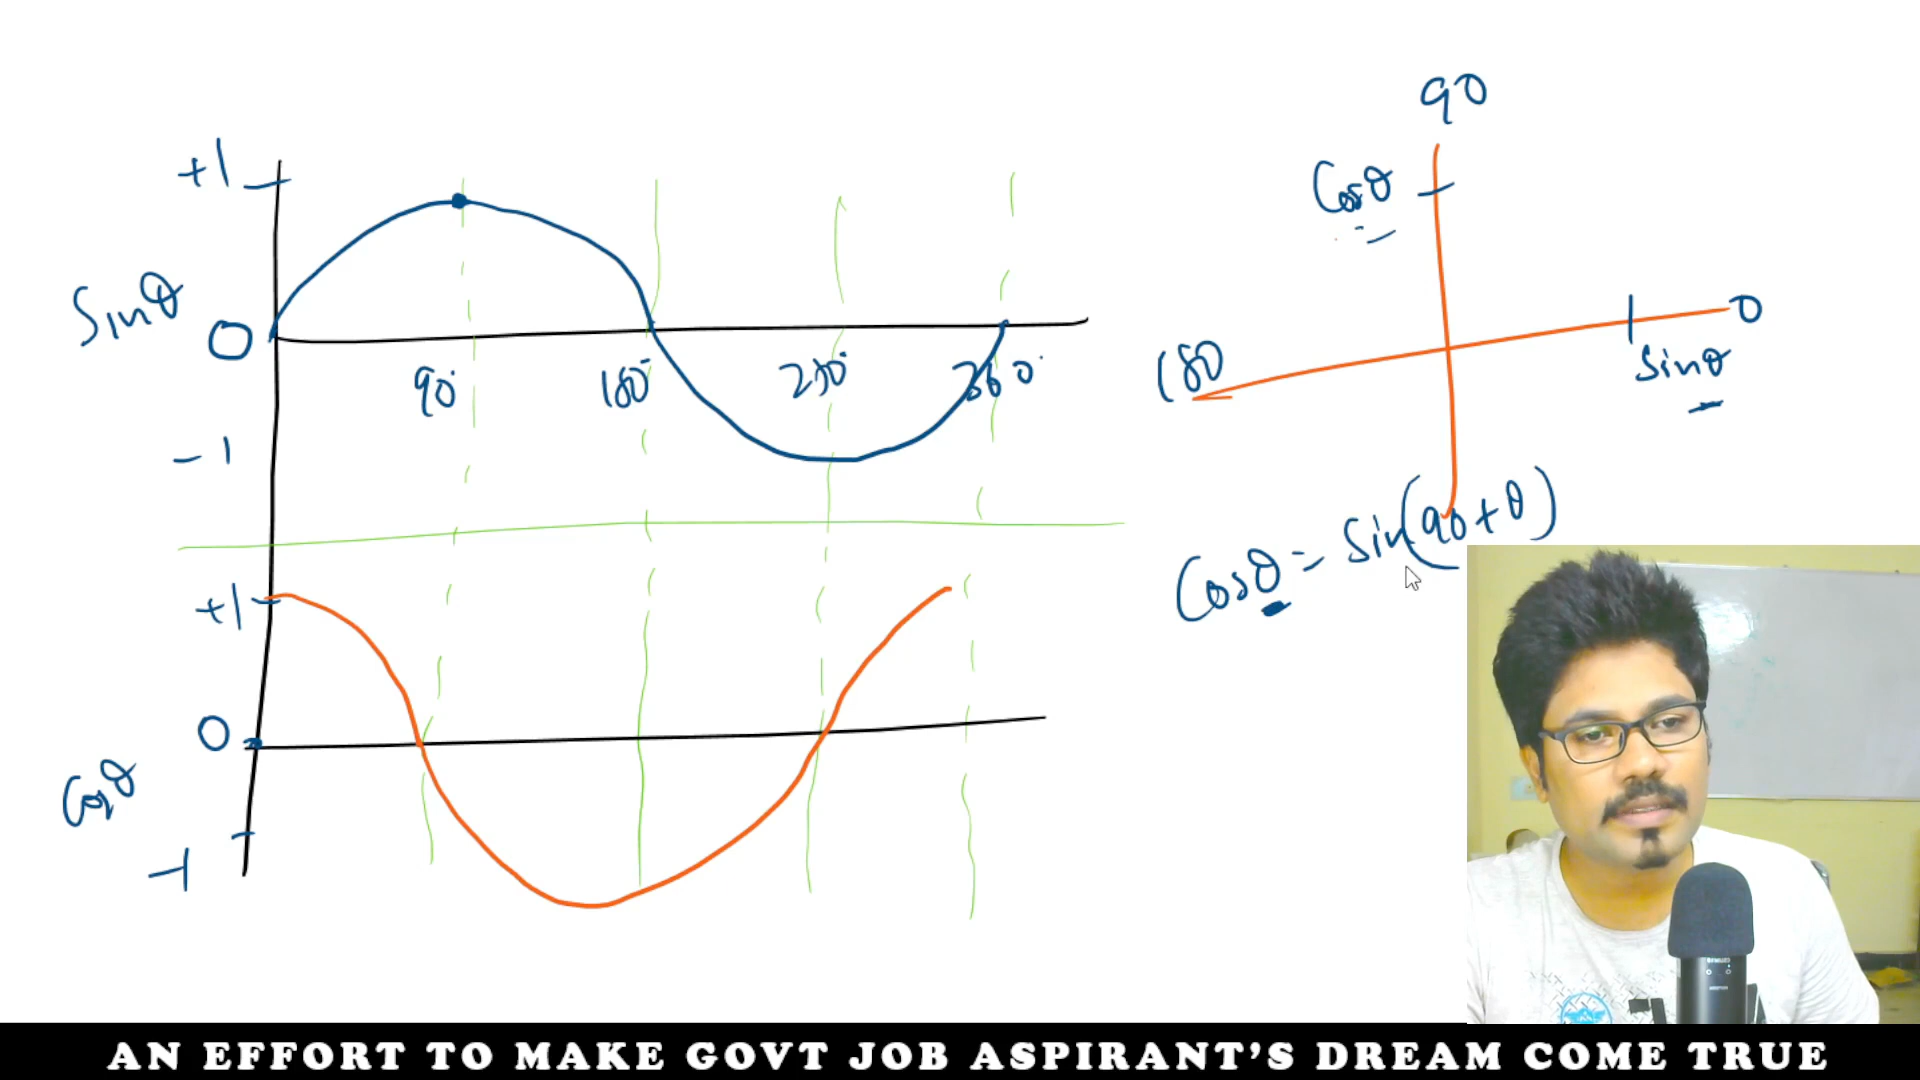 +1
Sinθ
0
90°
180°
270°
360°
-1
+1
0
Cosθ
-1
90
Cosθ
0
180
Sinθ
Cosθ = Sin(90+θ)
AN EFFORT TO MAKE GOVT JOB ASPIRANT'S DREAM COME TRUE